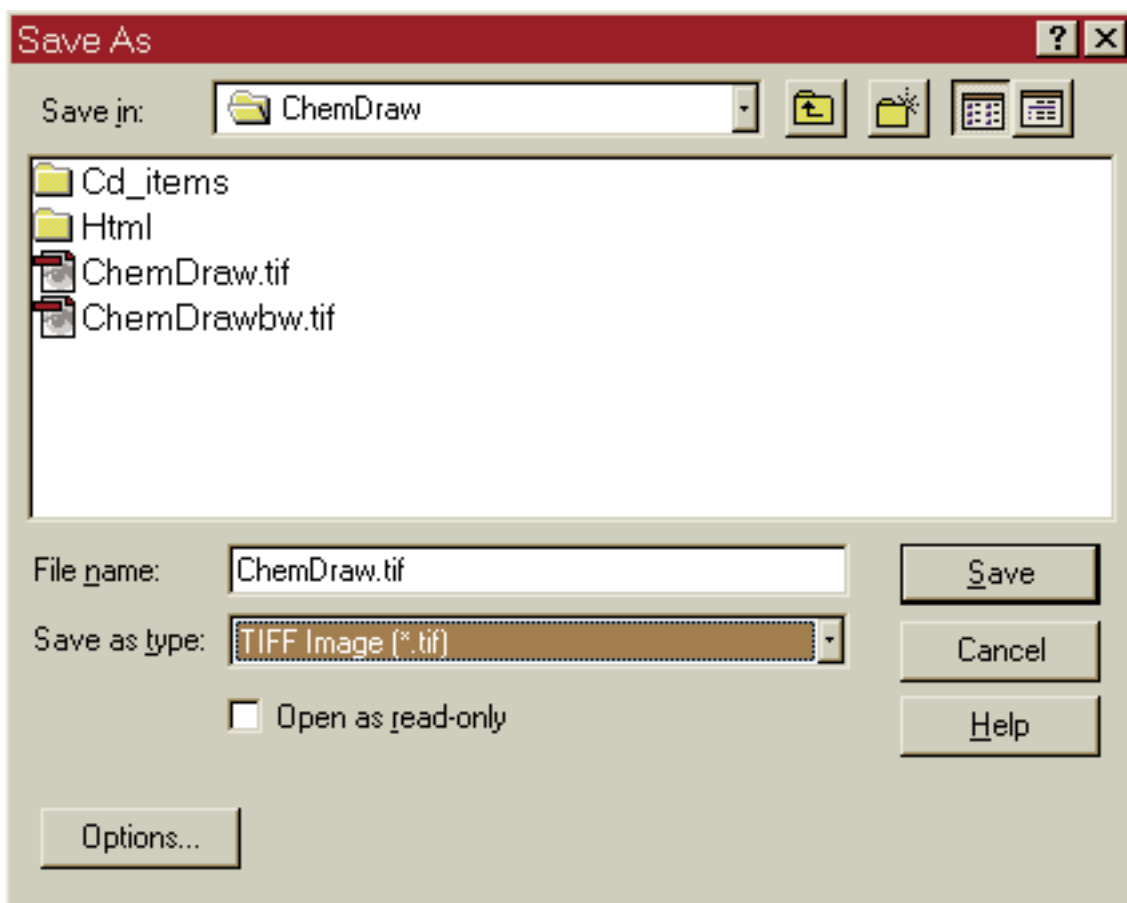 Save As ? X
Save in: ChemDraw
Cd_items
Html
ChemDraw.tif
ChemDrawbw.tif
File name: ChemDraw.tif Save
Save as type: TIFF Image (*.tif) Cancel
Open as read-only Help
Options...